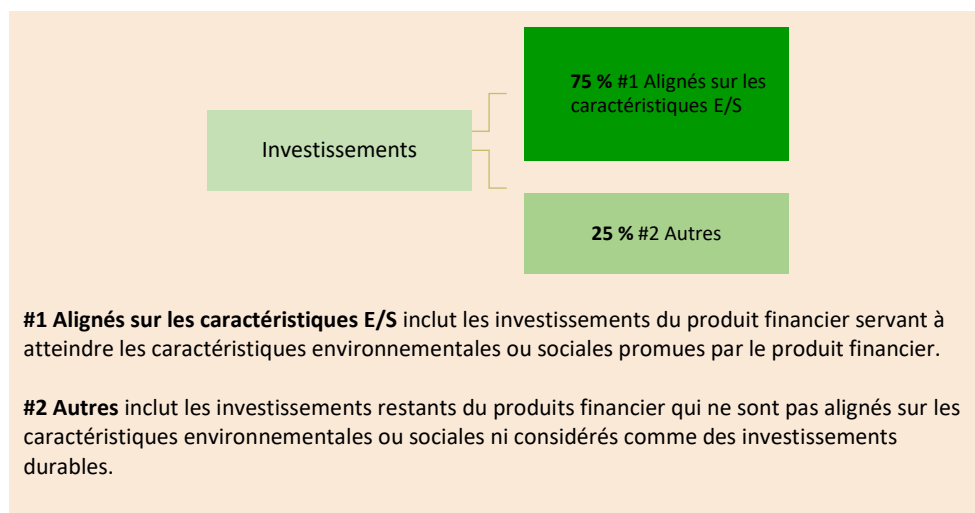 75 % #1 Alignés sur les
caractéristiques E/S
Investissements
25 % #2 Autres
#1 Alignés sur les caractéristiques E/S inclut les investissements du produit financier servant à
atteindre les caractéristiques environnementales ou sociales promues par le produit financier.
#2 Autres inclut les investissements restants du produits financier qui ne sont pas alignés sur les
caractéristiques environnementales ou sociales ni considérés comme des investissements
durables.